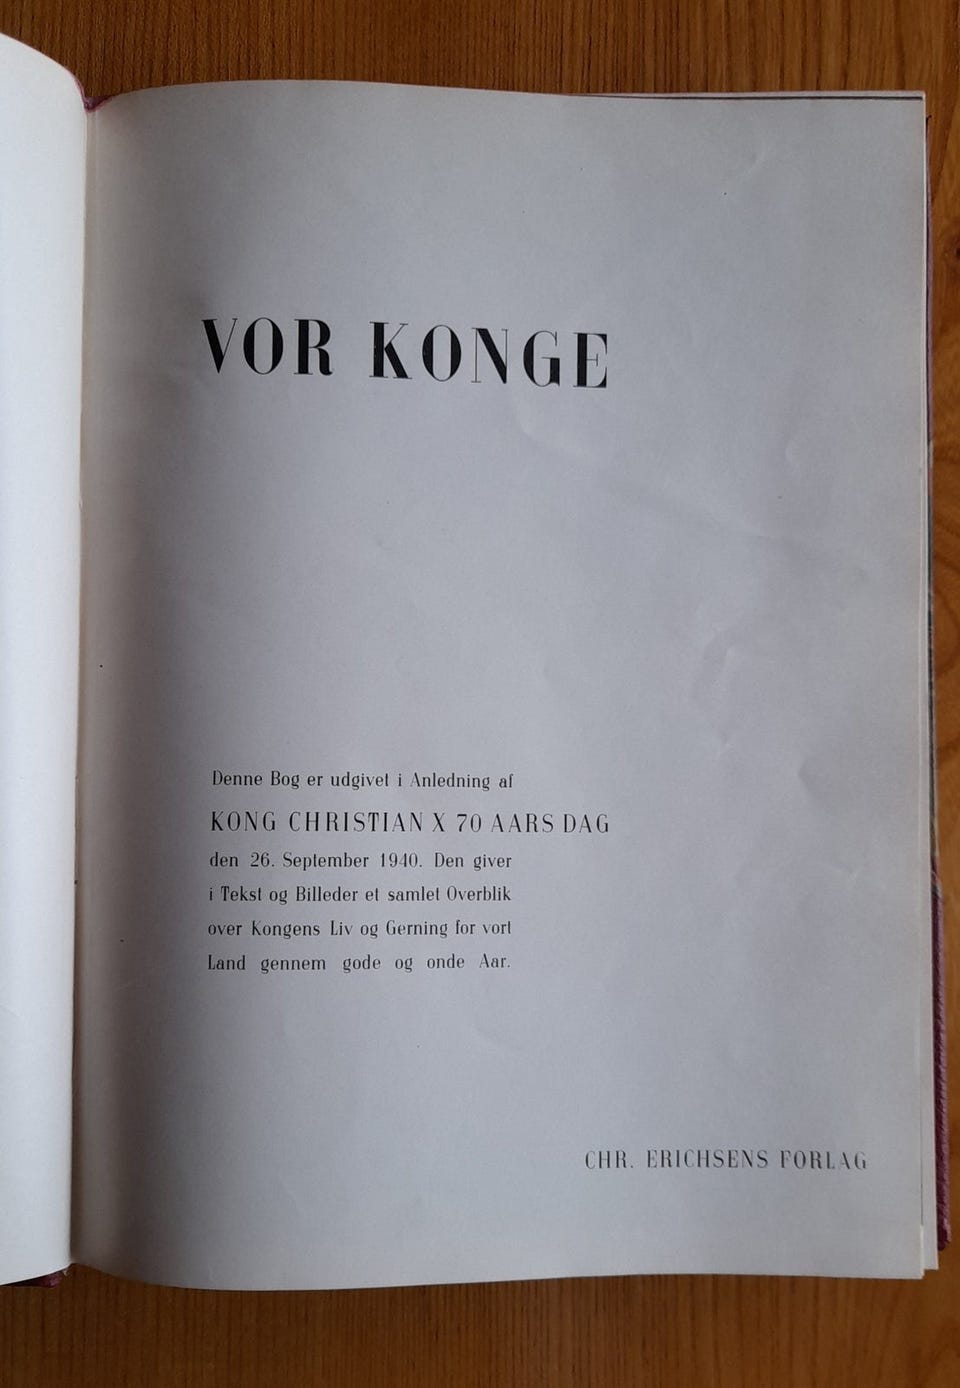 VOR KONGE
Denne Bog er udgivet i Anledning af
KONG CHRISTIAN X 70 AARS DAG
den 26. September 1940. Den giver
i Tekst og Billeder et samlet Overblik
over Kongens Liv og Gerning for vort
Land gennem gode og onde Aar.
CHR. ERICHSENS FORLAG